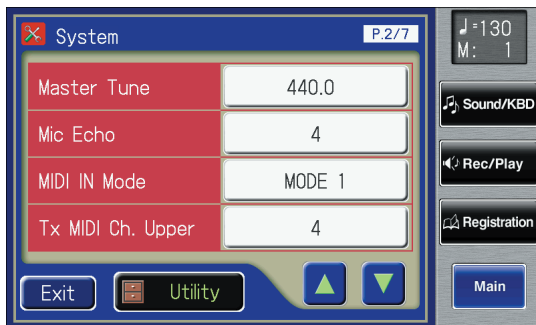 System P.2/7
Master Tune 440.0
Mic Echo 4
MIDI IN Mode MODE 1
Tx MIDI Ch. Upper 4
Exit Utility
♩=130
M: 1
Sound/KBD
Rec/Play
Registration
Main